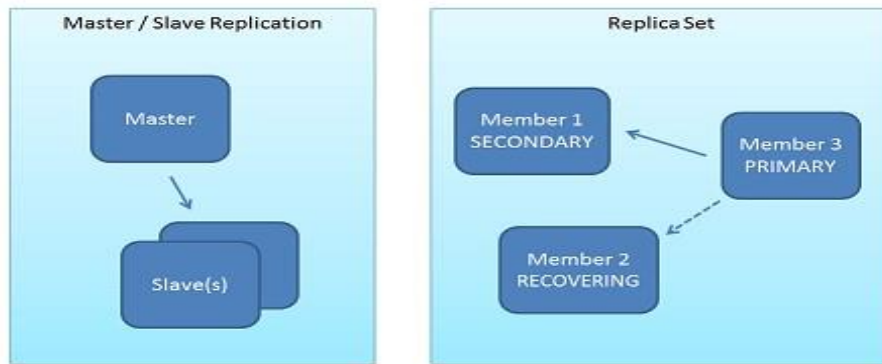 Master / Slave Replication
Master
Slave(s)
Replica Set
Member 1
SECONDARY
Member 3
PRIMARY
Member 2
RECOVERING